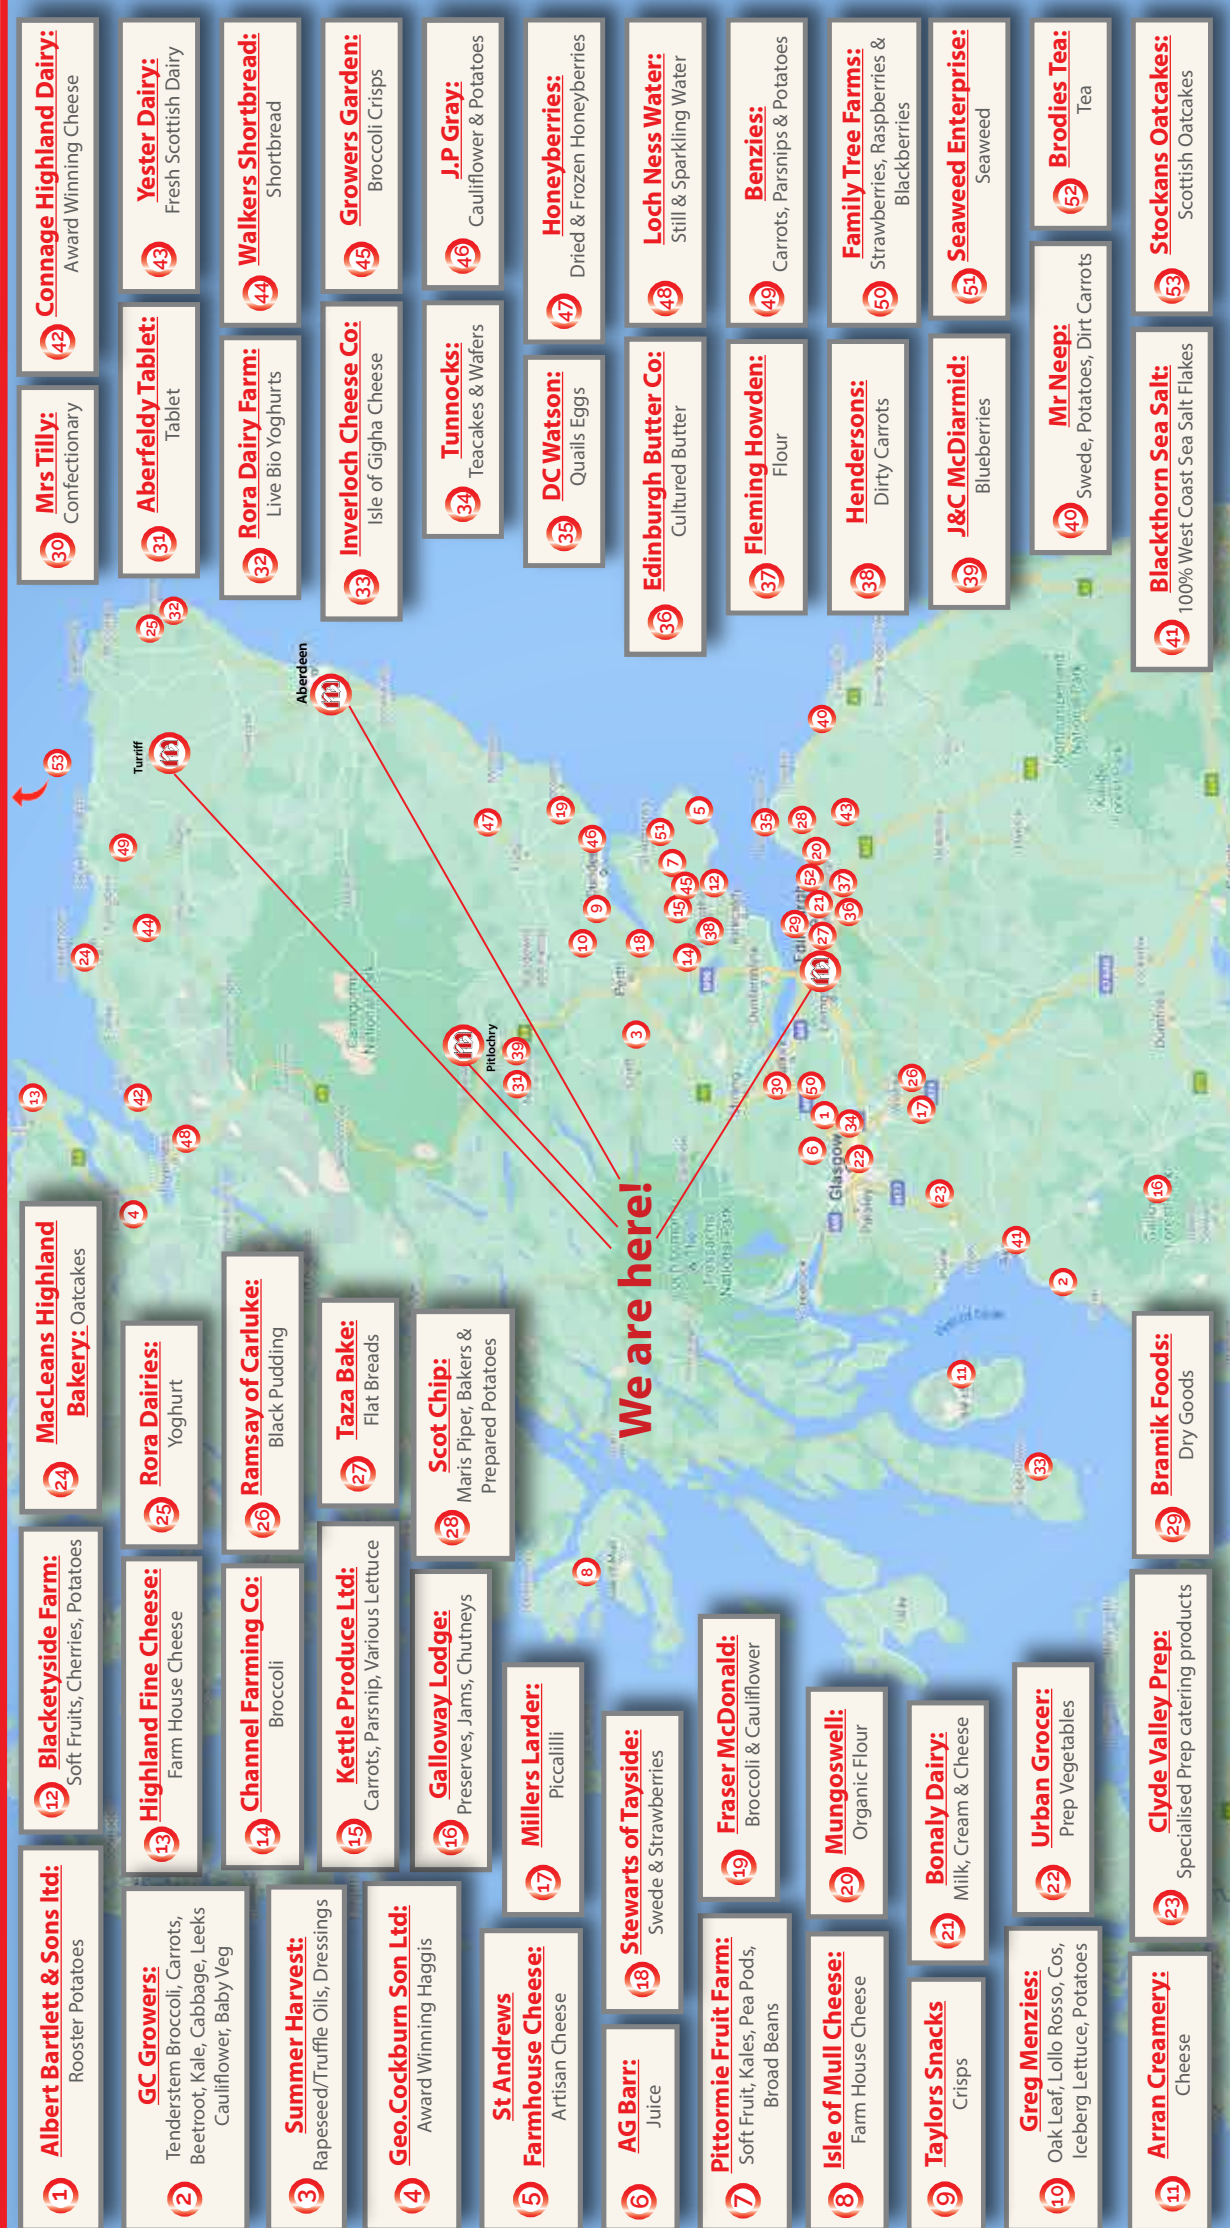 1
Albert Bartlett & Sons ltd:
Rooster Potatoes
2
GC Growers:
Tenderstem Broccoli, Carrots,
Beetroot, Kale, Cabbage, Leeks
Cauliflower, Baby Veg
3
Summer Harvest:
Rapeseed/Truffle Oils, Dressings
4
Geo.Cockburn Son Ltd:
Award Winning Haggis
5
St Andrews
Farmhouse Cheese:
Artisan Cheese
6
AG Barr:
Juice
7
Pittormie Fruit Farm:
Soft Fruit, Kales, Pea Pods,
Broad Beans
8
Isle of Mull Cheese:
Farm House Cheese
9
Taylors Snacks
Crisps
10
Greg Menzies:
Oak Leaf, Lollo Rosso, Cos,
Iceberg Lettuce, Potatoes
11
Arran Creamery:
Cheese
12
Blacketyside Farm:
Soft Fruits, Cherries, Potatoes
13
Highland Fine Cheese:
Farm House Cheese
14
Channel Farming Co:
Broccoli
15
Kettle Produce Ltd:
Carrots, Parsnip, Various Lettuce
16
Galloway Lodge:
Preserves, Jams, Chutneys
17
Millers Larder:
Piccalilli
18
Stewarts of Tayside:
Swede & Strawberries
19
Fraser McDonald:
Broccoli & Cauliflower
20
Mungoswell:
Organic Flour
21
Bonaly Dairy:
Milk, Cream & Cheese
22
Urban Grocer:
Prep Vegetables
23
Clyde Valley Prep:
Specialised Prep catering products
24
MacLeans Highland
Bakery: Oatcakes
25
Rora Dairies:
Yoghurt
26
Ramsay of Carluke:
Black Pudding
27
Taza Bake:
Flat Breads
28
Scot Chip:
Maris Piper, Bakers &
Prepared Potatoes
29
Bramik Foods:
Dry Goods
We are here!
Turriff
Aberdeen
Pitlochry
Glasgow
Perth
Dunfermline
Dumfries
Cairngorms
National Park
Northumberland
National Park
30
Mrs Tilly:
Confectionary
31
Aberfeldy Tablet:
Tablet
32
Rora Dairy Farm:
Live Bio Yoghurts
33
Inverloch Cheese Co:
Isle of Gigha Cheese
34
Tunnocks:
Teacakes & Wafers
35
DC Watson:
Quails Eggs
36
Edinburgh Butter Co:
Cultured Butter
37
Fleming Howden:
Flour
38
Hendersons:
Dirty Carrots
39
J&C McDiarmid:
Blueberries
40
Mr Neep:
Swede, Potatoes, Dirt Carrots
41
Blackthorn Sea Salt:
100% West Coast Sea Salt Flakes
42
Connage Highland Dairy:
Award Winning Cheese
43
Yester Dairy:
Fresh Scottish Dairy
44
Walkers Shortbread:
Shortbread
45
Growers Garden:
Broccoli Crisps
46
J.P Gray:
Cauliflower & Potatoes
47
Honeyberries:
Dried & Frozen Honeyberries
48
Loch Ness Water:
Still & Sparkling Water
49
Benzies:
Carrots, Parsnips & Potatoes
50
Family Tree Farms:
Strawberries, Raspberries &
Blackberries
51
Seaweed Enterprise:
Seaweed
52
Brodies Tea:
Tea
53
Stockans Oatcakes:
Scottish Oatcakes